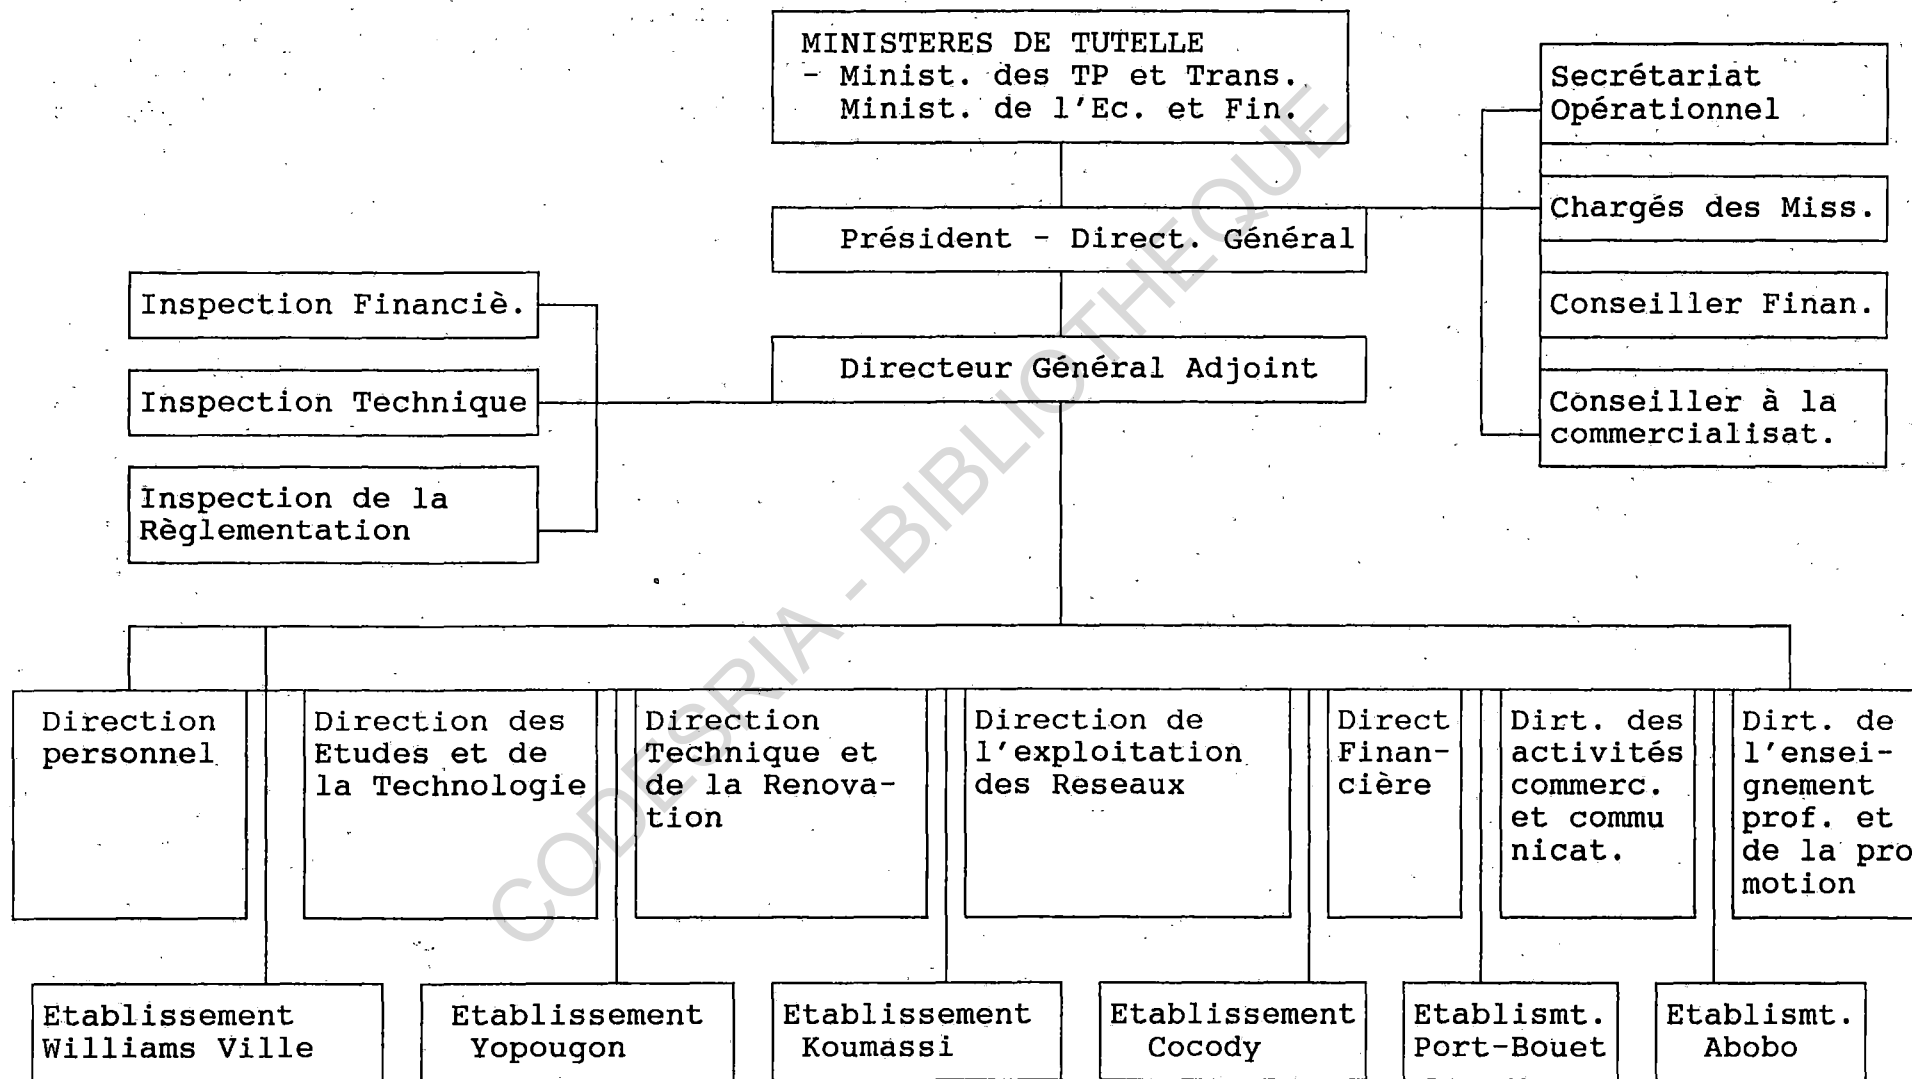 MINISTERES DE TUTELLE
- Minist. des TP et Trans.
Minist. de l'Ec. et Fin.
Secrétariat
Opérationnel
Chargés des Miss.
Président - Direct. Général
Inspection Financiè.
Conseiller Finan.
Directeur Général Adjoint
Inspection Technique
Conseiller à la
commercialisat.
Inspection de la
Règlementation
Direction
personnel
Direction des
Etudes et de
la Technologie
Direction
Technique et
de la Renova-
tion
Direction de
l'exploitation
des Reseaux
Direct
Finan-
cière
Dirt. des
activités
commerc.
et commu
nicat.
Dirt. de
l'ensei-
gnement
prof. et
de la pro
motion
Etablissement
Williams Ville
Etablissement
Yopougon
Etablissement
Koumassi
Etablissement
Cocody
Etablismt.
Port-Bouet
Etablismt.
Abobo
CODESRIA - BIBLIOTHEQUE